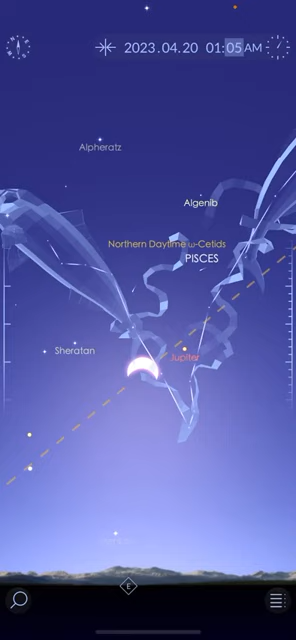 2023.04.20 01:05 AM
Alpheratz
Algenib
Northern Daytime ω-Cetids
PISCES
Sheratan
Jupiter
E